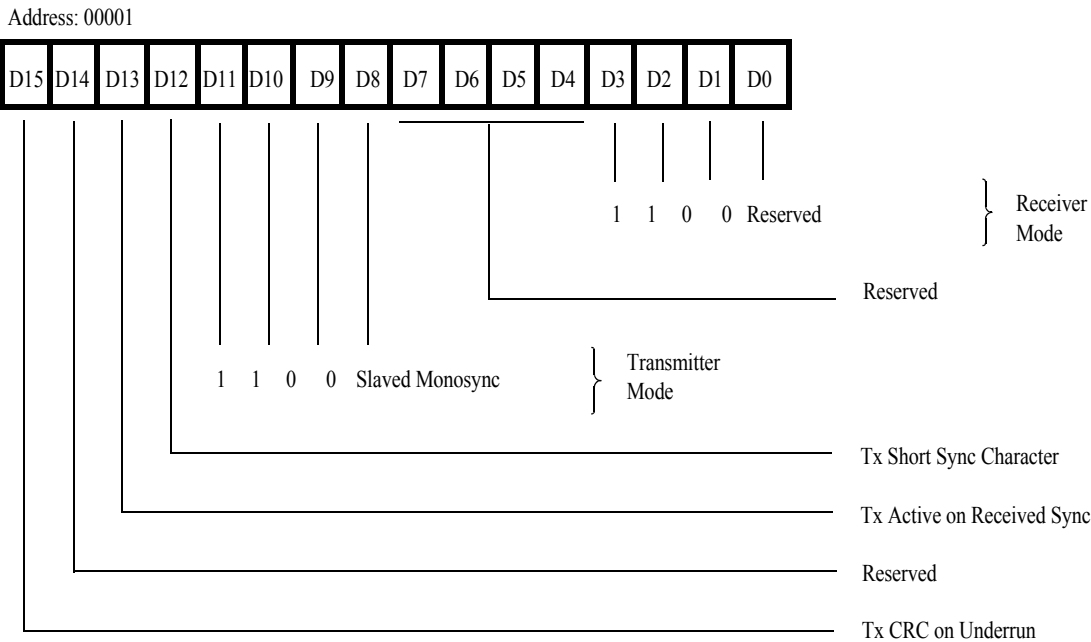 Address: 00001
D15 D14 D13 D12 D11 D10 D9 D8 D7 D6 D5 D4 D3 D2 D1 D0
1 1 0 0 Reserved
Receiver
Mode
Reserved
1 1 0 0 Slaved Monosync
Transmitter
Mode
Tx Short Sync Character
Tx Active on Received Sync
Reserved
Tx CRC on Underrun